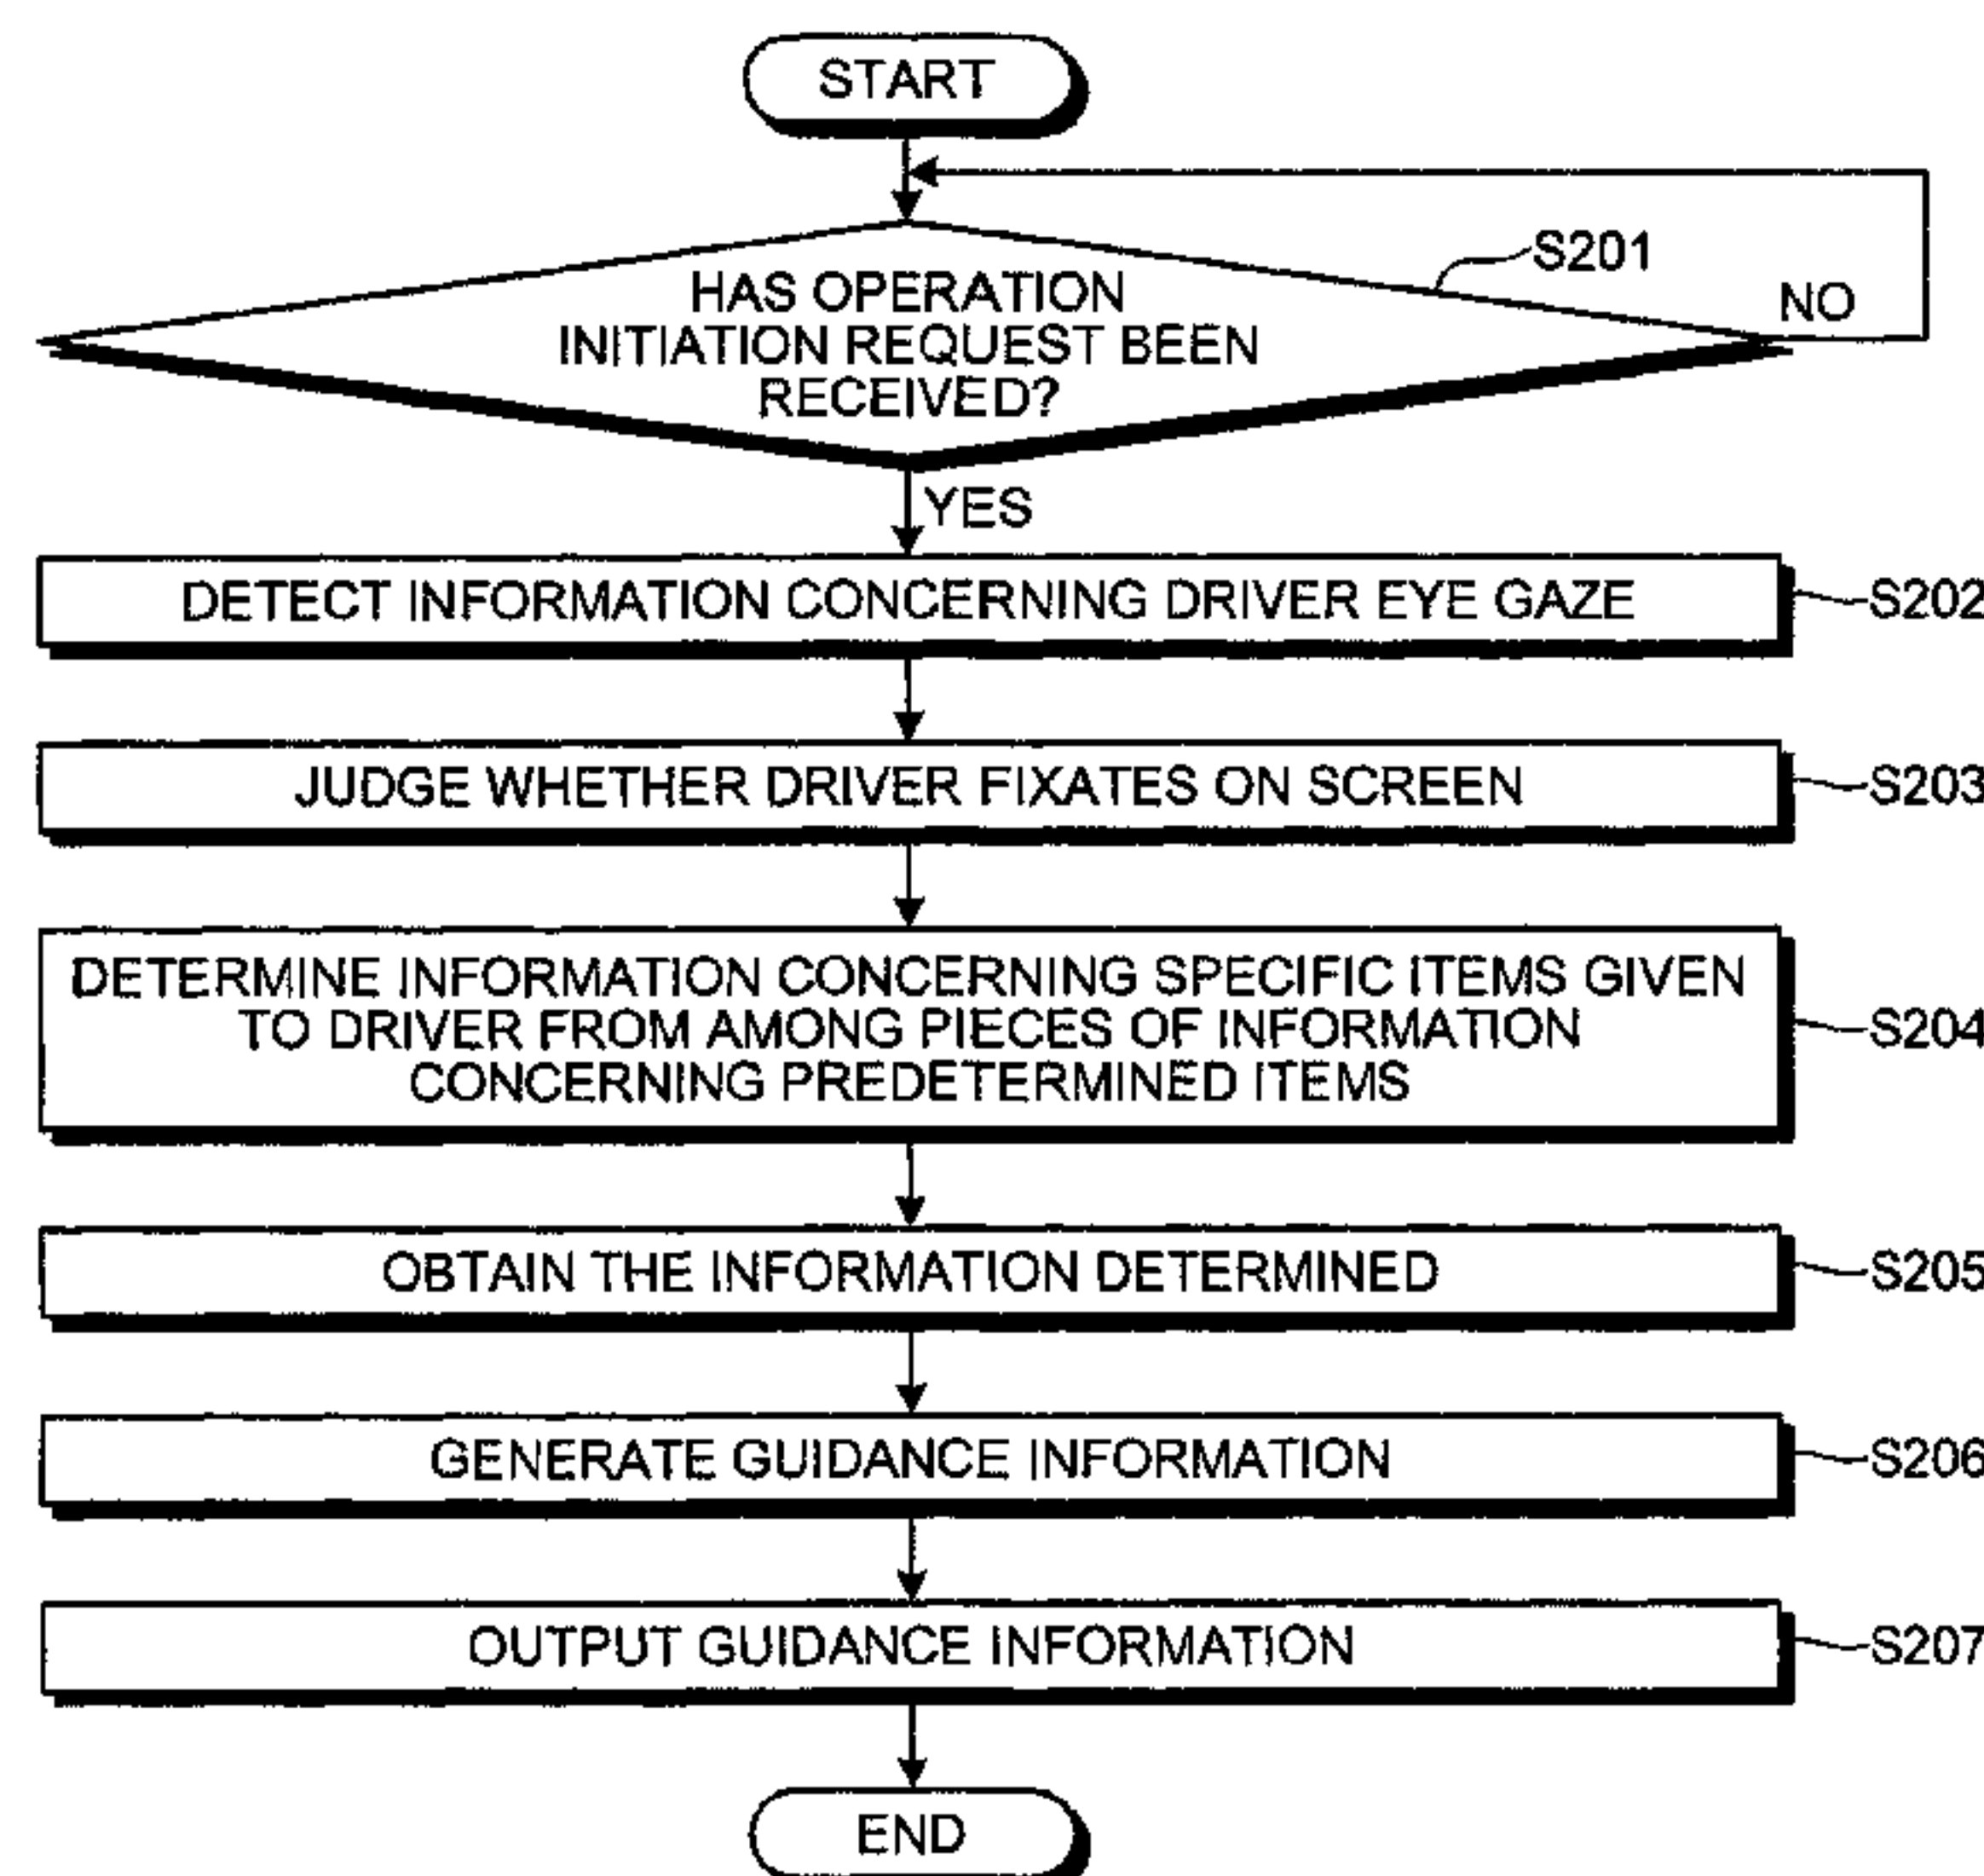 START
HAS OPERATION
INITIATION REQUEST BEEN
RECEIVED?
S201
NO
YES
DETECT INFORMATION CONCERNING DRIVER EYE GAZE
S202
JUDGE WHETHER DRIVER FIXATES ON SCREEN
S203
DETERMINE INFORMATION CONCERNING SPECIFIC ITEMS GIVEN
TO DRIVER FROM AMONG PIECES OF INFORMATION
CONCERNING PREDETERMINED ITEMS
S204
OBTAIN THE INFORMATION DETERMINED
S205
GENERATE GUIDANCE INFORMATION
S206
OUTPUT GUIDANCE INFORMATION
S207
END